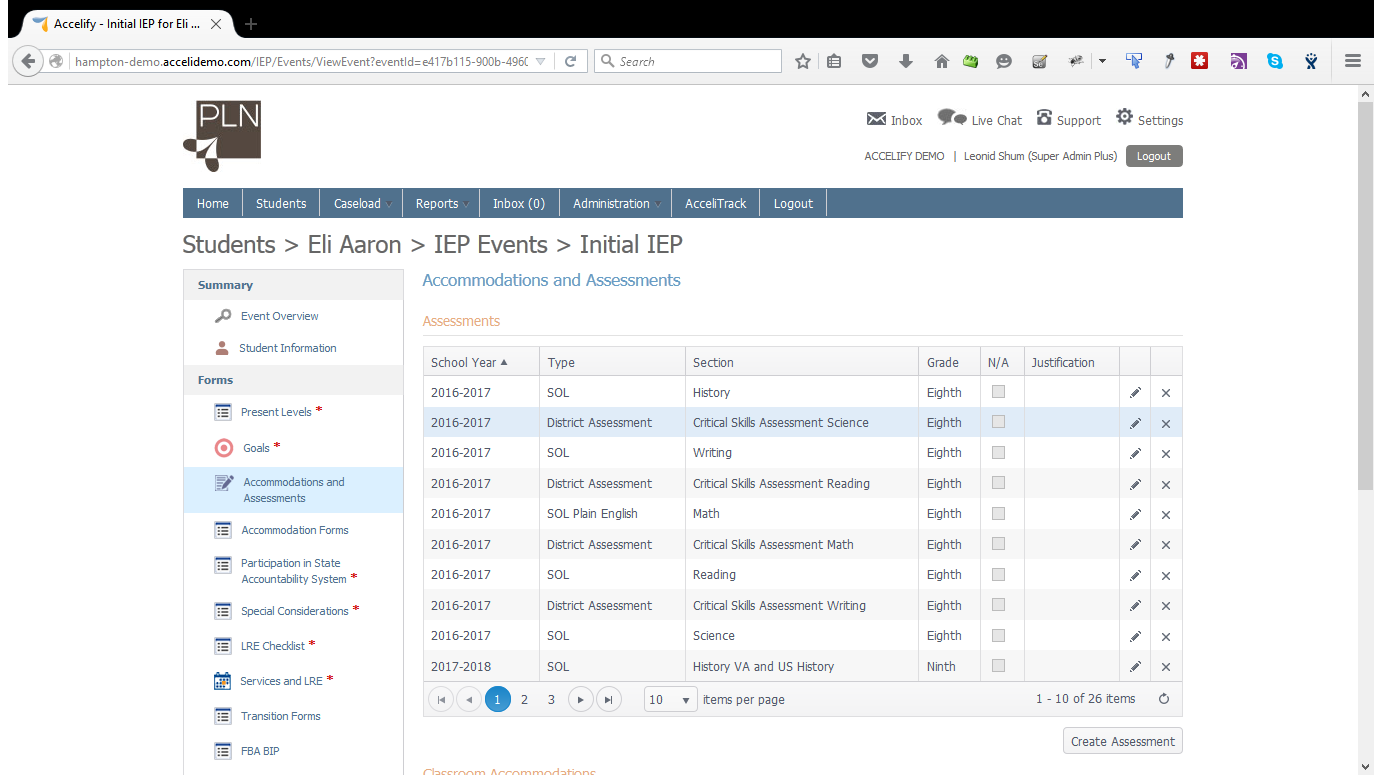 Accelify - Initial IEP for Eli ...
hampton-demo.accelidemo.com/IEP/Events/ViewEvent?eventId=e417b115-900b-4960
Search
PLN
Inbox Live Chat Support Settings
ACCELIFY DEMO | Leonid Shum (Super Admin Plus) Logout
Home Students Caseload Reports Inbox (0) Administration AcceliTrack Logout
Students > Eli Aaron > IEP Events > Initial IEP
Summary
Event Overview
Student Information
Forms
Present Levels *
Goals *
Accommodations and
Assessments
Accommodation Forms
Participation in State
Accountability System *
Special Considerations *
LRE Checklist *
Services and LRE *
Transition Forms
FBA BIP
Accommodations and Assessments
Assessments
School Year Type Section Grade N/A Justification
2016-2017 SOL History Eighth
2016-2017 District Assessment Critical Skills Assessment Science Eighth
2016-2017 SOL Writing Eighth
2016-2017 District Assessment Critical Skills Assessment Reading Eighth
2016-2017 SOL Plain English Math Eighth
2016-2017 District Assessment Critical Skills Assessment Math Eighth
2016-2017 SOL Reading Eighth
2016-2017 District Assessment Critical Skills Assessment Writing Eighth
2016-2017 SOL Science Eighth
2017-2018 SOL History VA and US History Ninth
1 2 3 10 items per page 1 - 10 of 26 items
Create Assessment
Classroom Accommodations